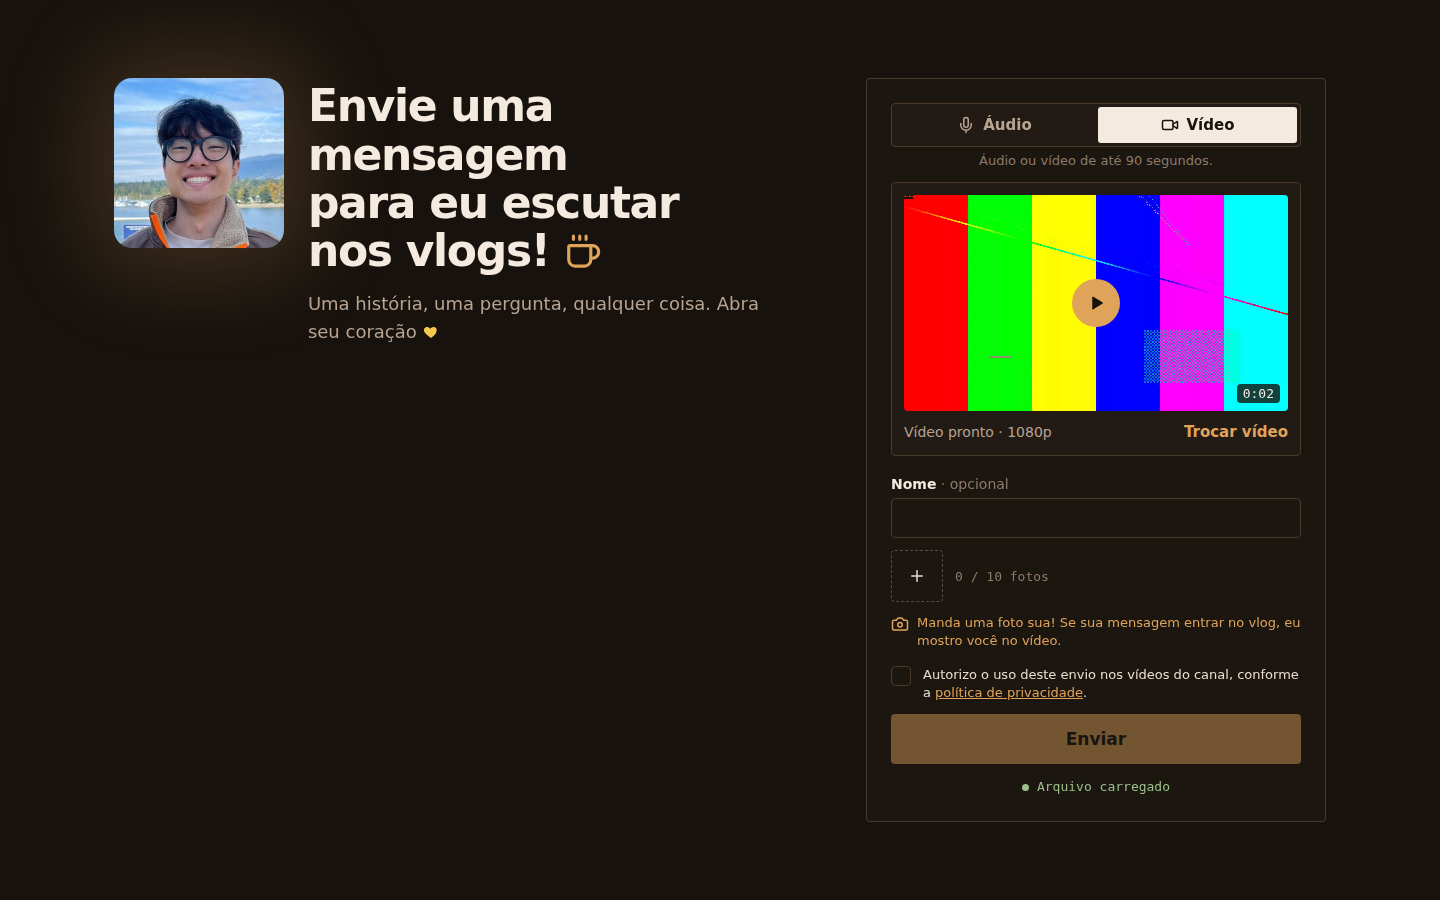 Envie uma
mensagem
para eu escutar
nos vlogs!
Uma história, uma pergunta, qualquer coisa. Abra
seu coração 💛
Áudio
Vídeo
Áudio ou vídeo de até 90 segundos.
0:02
Vídeo pronto · 1080p
Trocar vídeo
Nome · opcional
+
0 / 10 fotos
Manda uma foto sua! Se sua mensagem entrar no vlog, eu
mostro você no vídeo.
Autorizo o uso deste envio nos vídeos do canal, conforme
a política de privacidade.
Enviar
● Arquivo carregado